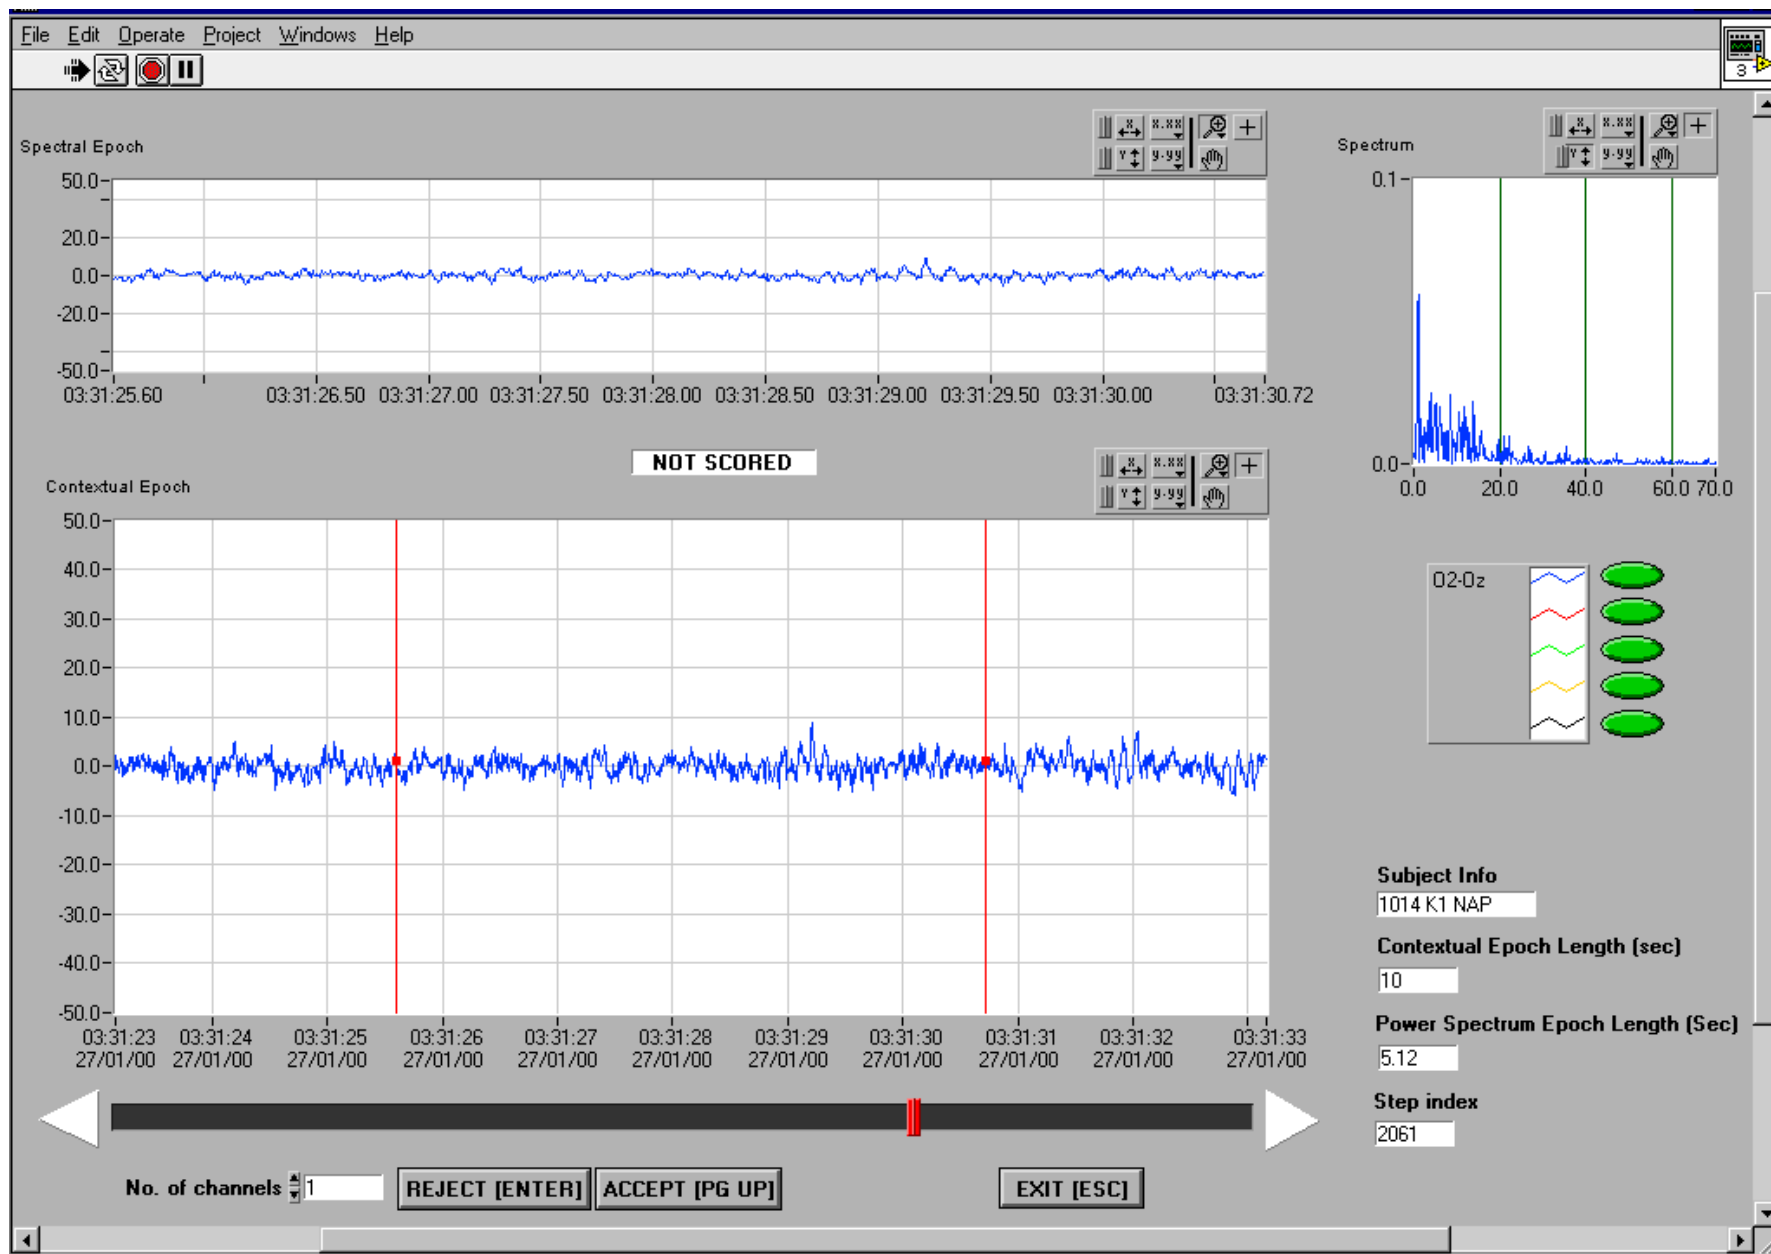 File Edit Operate Project Windows Help
3
Spectral Epoch
X X.XX
Y Y.YY
50.0
20.0
0.0
-20.0
-50.0
03:31:25.60 03:31:26.50 03:31:27.00 03:31:27.50 03:31:28.00 03:31:28.50 03:31:29.00 03:31:29.50 03:31:30.00 03:31:30.72
Spectrum
X X.XX
Y Y.YY
0.1
0.0
0.0 20.0 40.0 60.0 70.0
NOT SCORED
Contextual Epoch
X X.XX
Y Y.YY
50.0
40.0
30.0
20.0
10.0
0.0
-10.0
-20.0
-30.0
-40.0
-50.0
03:31:23 03:31:24 03:31:25 03:31:26 03:31:27 03:31:28 03:31:29 03:31:30 03:31:31 03:31:32 03:31:33
27/01/00 27/01/00 27/01/00 27/01/00 27/01/00 27/01/00 27/01/00 27/01/00 27/01/00 27/01/00 27/01/00
O2-Oz
Subject Info
1014 K1 NAP
Contextual Epoch Length (sec)
10
Power Spectrum Epoch Length (Sec)
5.12
Step index
2061
No. of channels 1
REJECT [ENTER]
ACCEPT [PG UP]
EXIT [ESC]